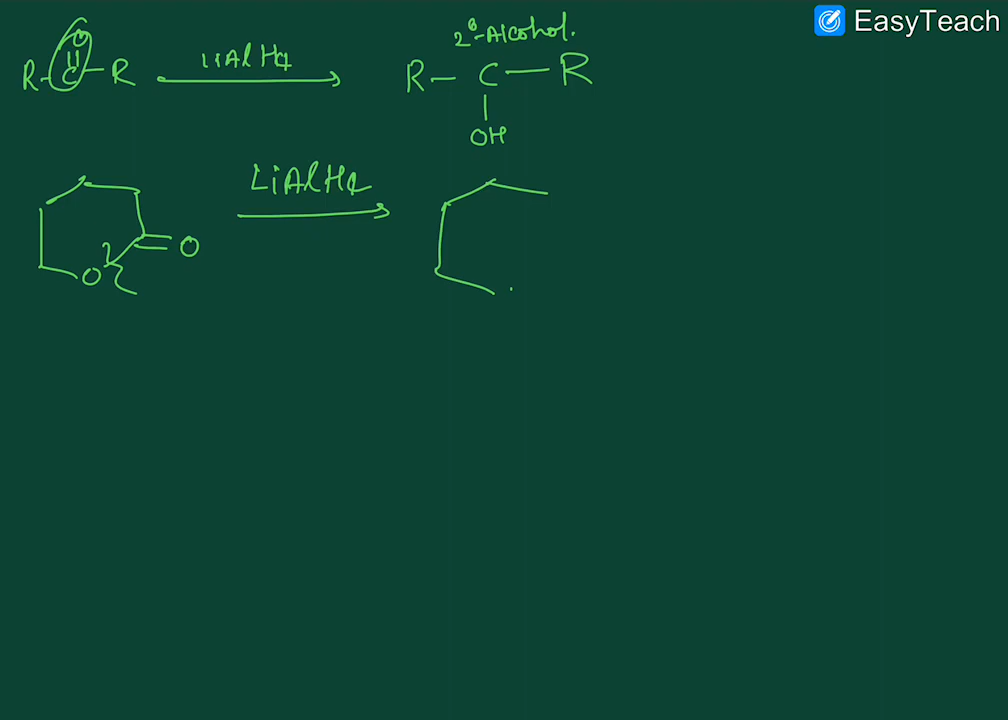 EasyTeach
2°-Alcohol.
O
R-C-R LiAlH4 R-C-R
OH
LiAlH4
O
O